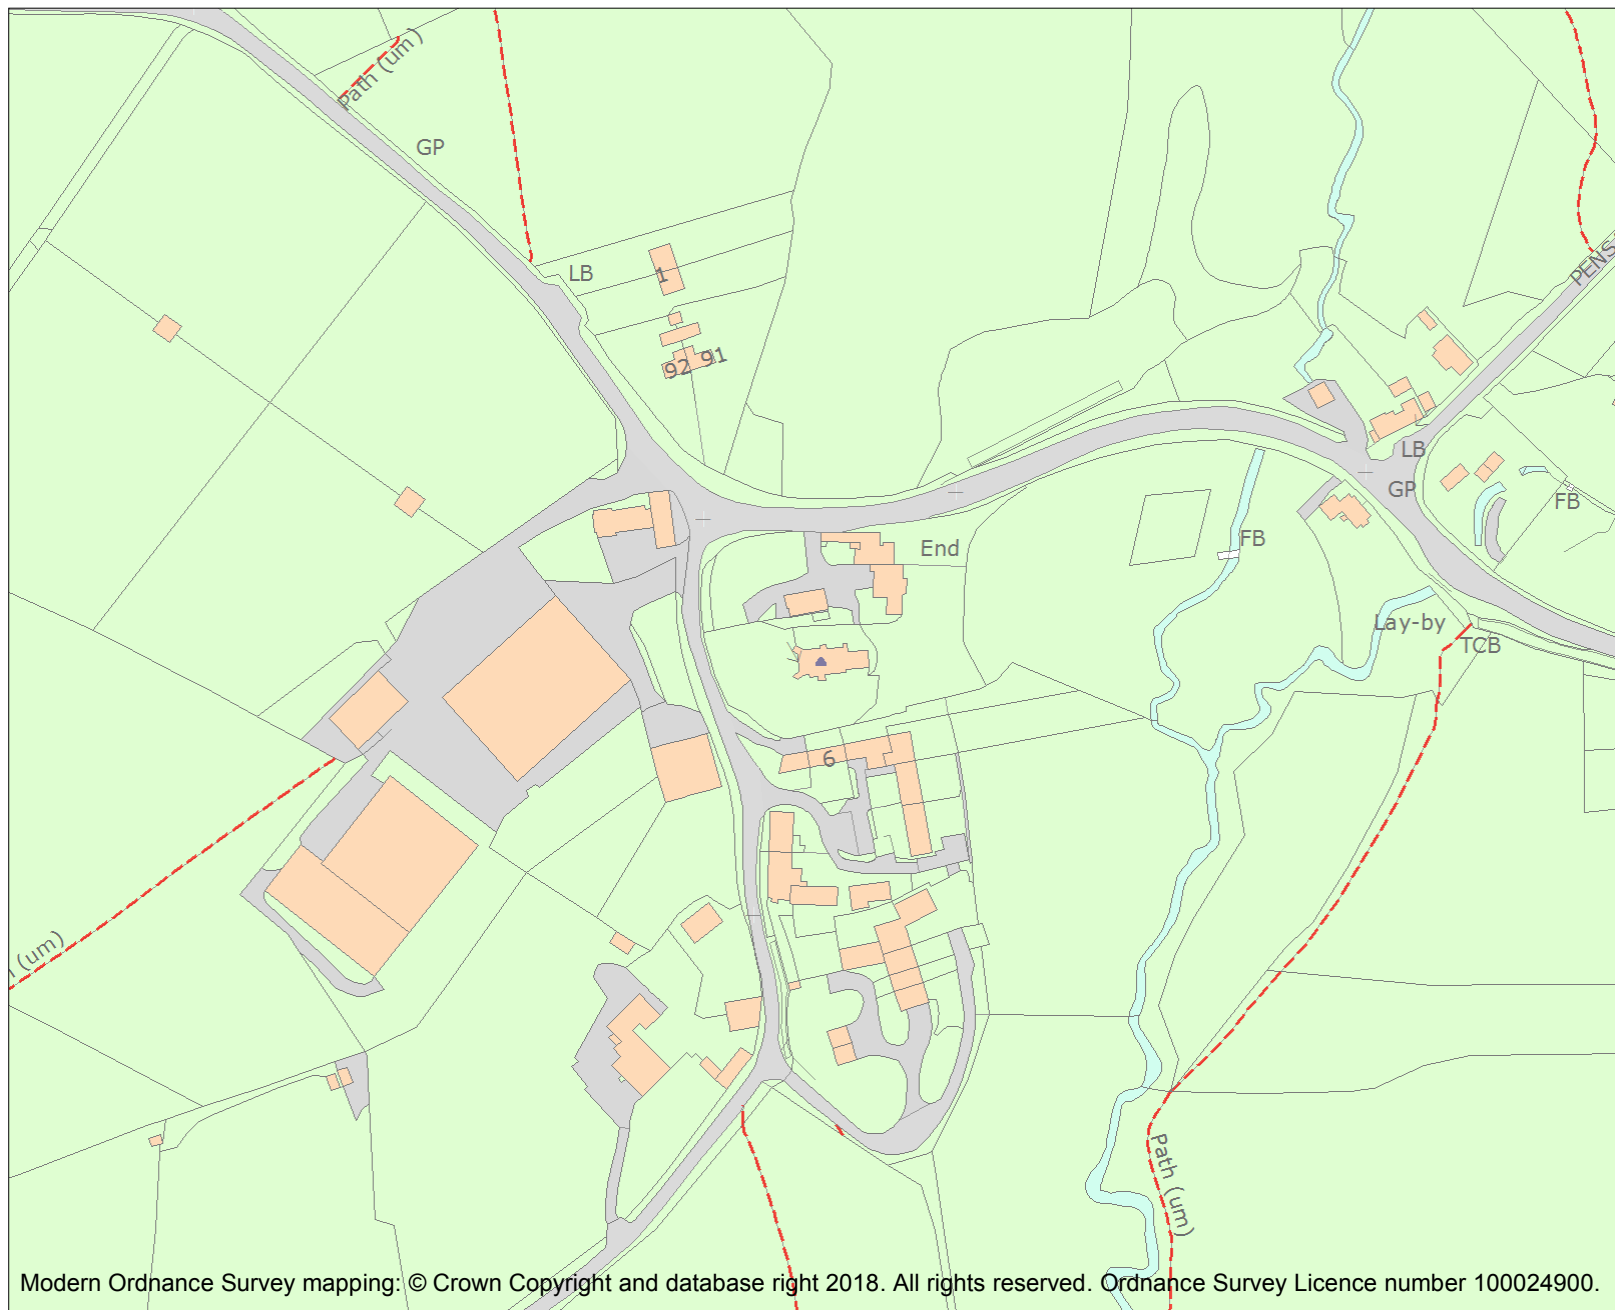 Path (um)
GP
LB
1
PENS
92 91
LB
GP
FB
End
FB
Lay-by
TCB
6
(um)
Path (um)
Modern Ordnance Survey mapping: © Crown Copyright and database right 2018. All rights reserved. Ordnance Survey Licence number 100024900.